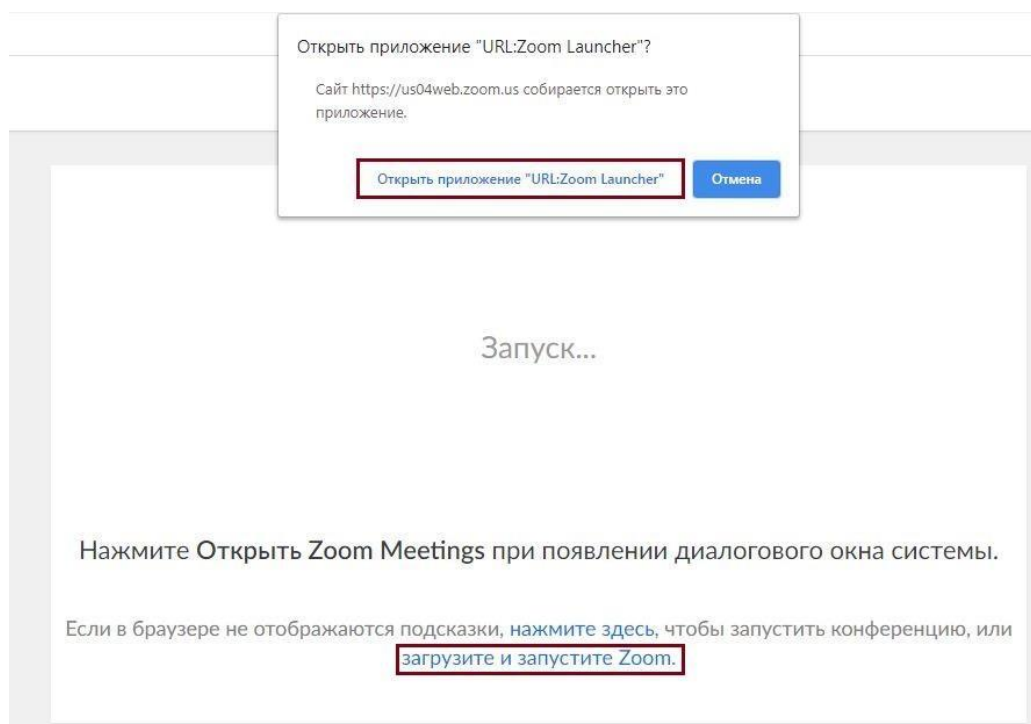 Открыть приложение "URL:Zoom Launcher"?
Сайт https://us04web.zoom.us собирается открыть это
приложение.
Открыть приложение "URL:Zoom Launcher"
Отмена
Запуск...
Нажмите Открыть Zoom Meetings при появлении диалогового окна системы.
Если в браузере не отображаются подсказки, нажмите здесь, чтобы запустить конференцию, или
загрузите и запустите Zoom.